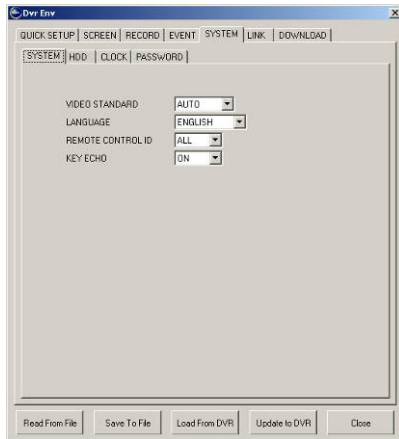 Dvr Env
QUICK SETUP SCREEN RECORD EVENT SYSTEM LINK DOWNLOAD
SYSTEM HDD CLOCK PASSWORD
VIDEO STANDARD AUTO
LANGUAGE ENGLISH
REMOTE CONTROL ID ALL
KEY ECHO ON
Read From File Save To File Load From DVR Update to DVR Close